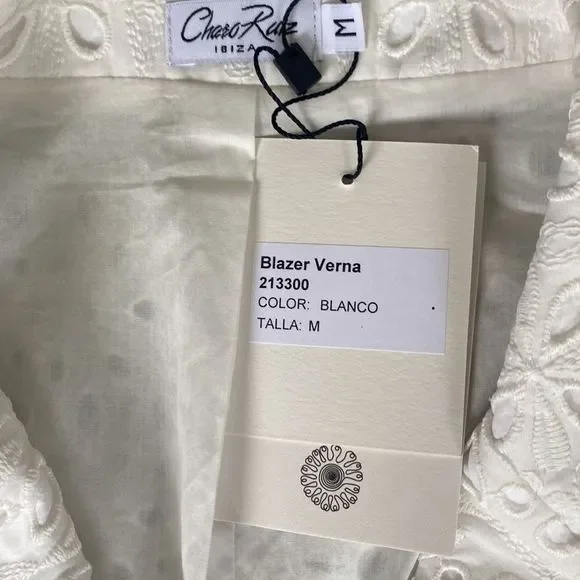 Charo Ruiz
IBIZA
M
Blazer Verna
213300
COLOR: BLANCO
TALLA: M